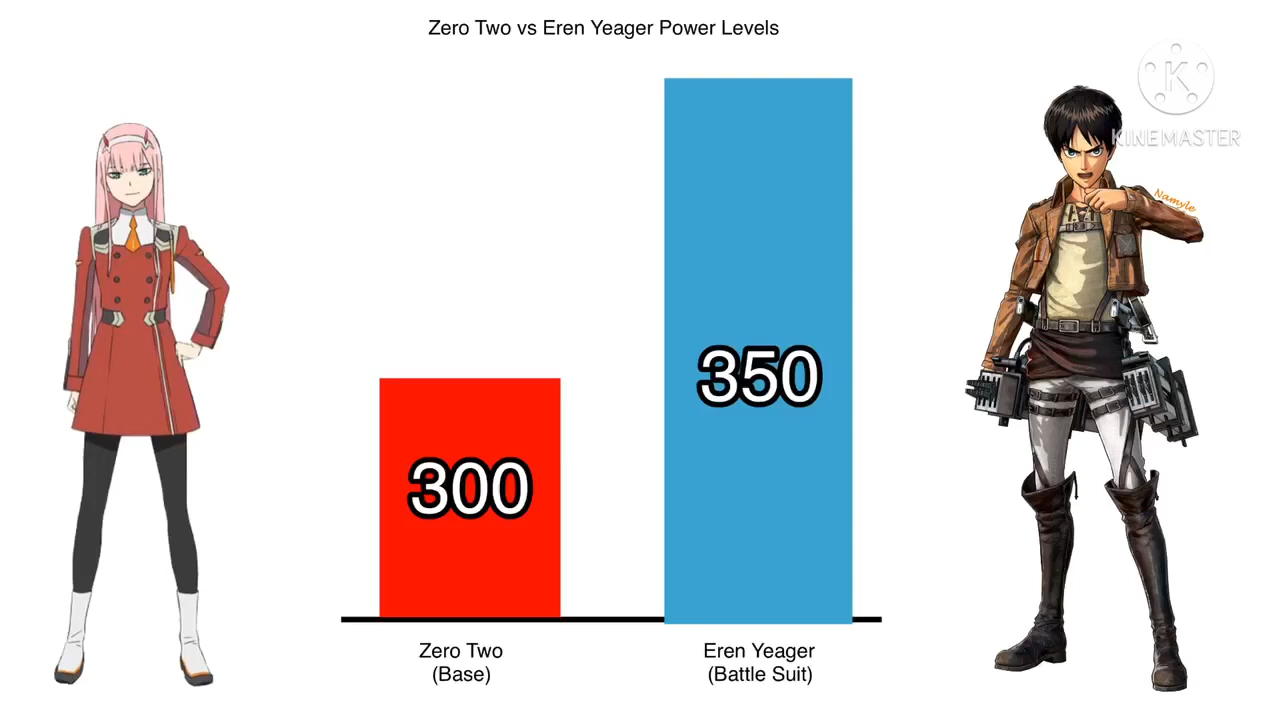 Zero Two vs Eren Yeager Power Levels
K
KINEMASTER
Namyle
350
300
Zero Two
(Base)
Eren Yeager
(Battle Suit)